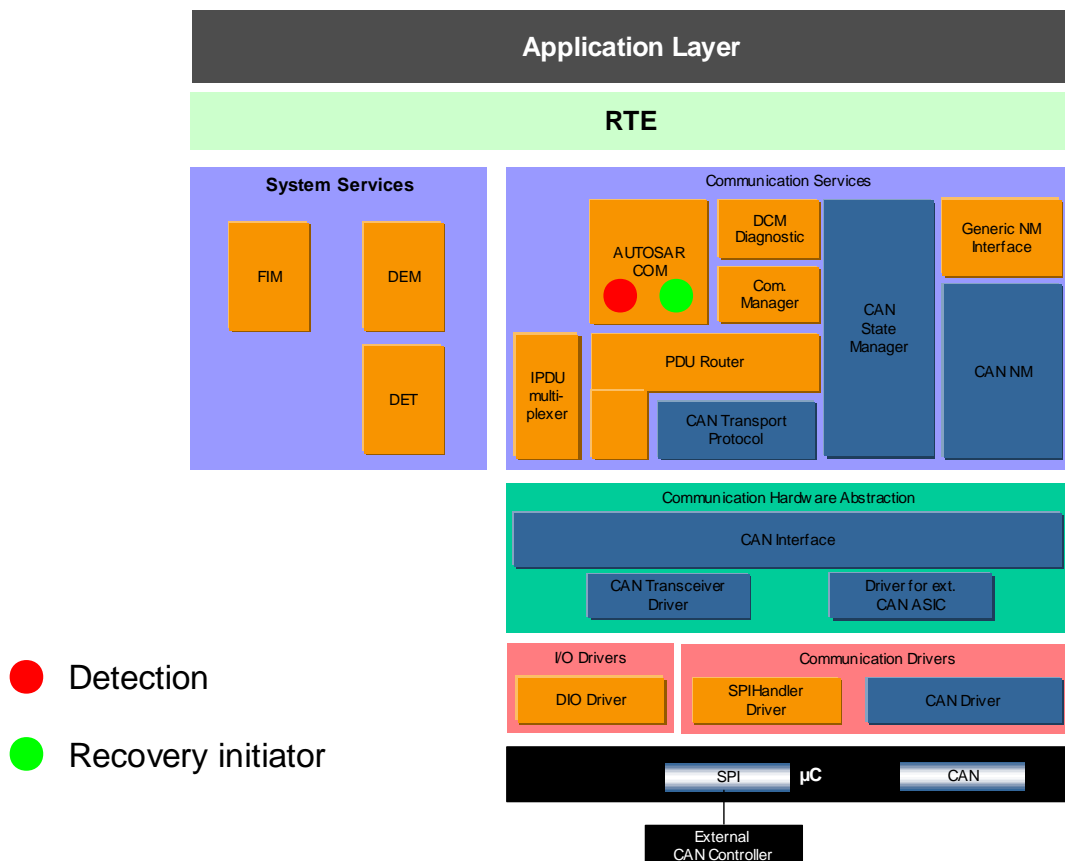 Application Layer
RTE
System Services
FIM
DEM
DET
Communication Services
AUTOSAR
COM
DCM
Diagnostic
Com.
Manager
CAN
State
Manager
Generic NM
Interface
CAN NM
IPDU
multi-
plexer
PDU Router
CAN Transport
Protocol
Communication Hardware Abstraction
CAN Interface
CAN Transceiver
Driver
Driver for ext.
CAN ASIC
I/O Drivers
DIO Driver
Communication Drivers
SPIHandler
Driver
CAN Driver
SPI
µC
CAN
External
CAN Controller
Detection
Recovery initiator